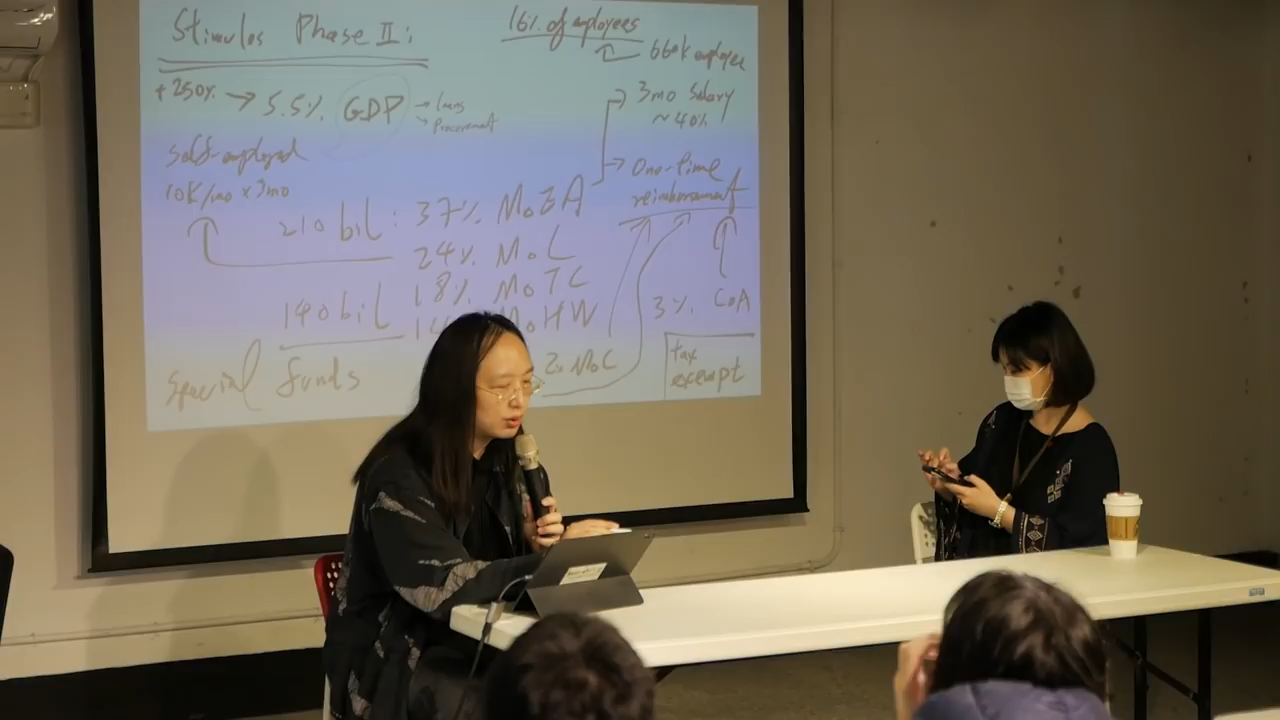 Stimulus Phase II:
16% of employees
660k employee
+250% → 5.5% GDP → loans
→ Procurement
3mo Salary
~40%
Self-employed
10K/mo x 3mo
One-time
reimbursement
210 bil : 37% MoEA
24% MoL
18% MoTC
140 bil
MoHW
3% CoA
Special funds
2% MoC
tax
exempt